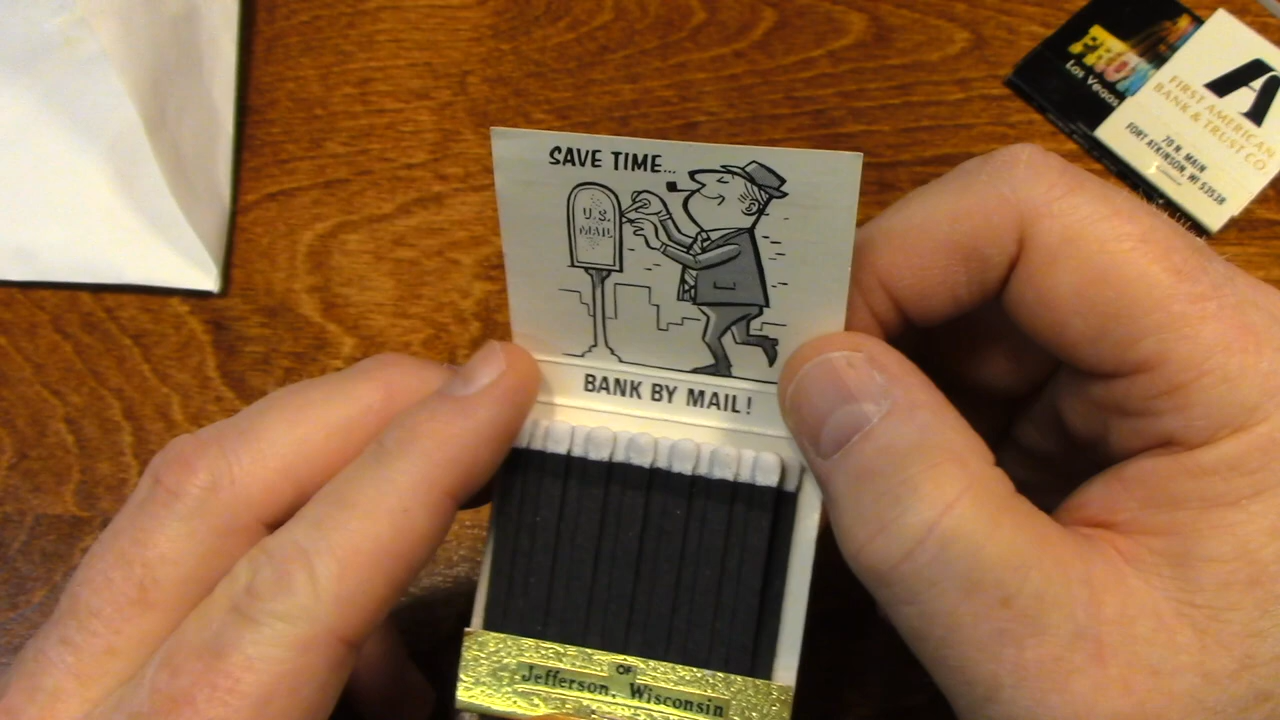 SAVE TIME...
U.S.
MAIL
BANK BY MAIL!
OF
Jefferson, Wisconsin
Las Vegas
FIRST AMERICAN
BANK & TRUST CO
70 N. MAIN
FORT ATKINSON, WI 53538